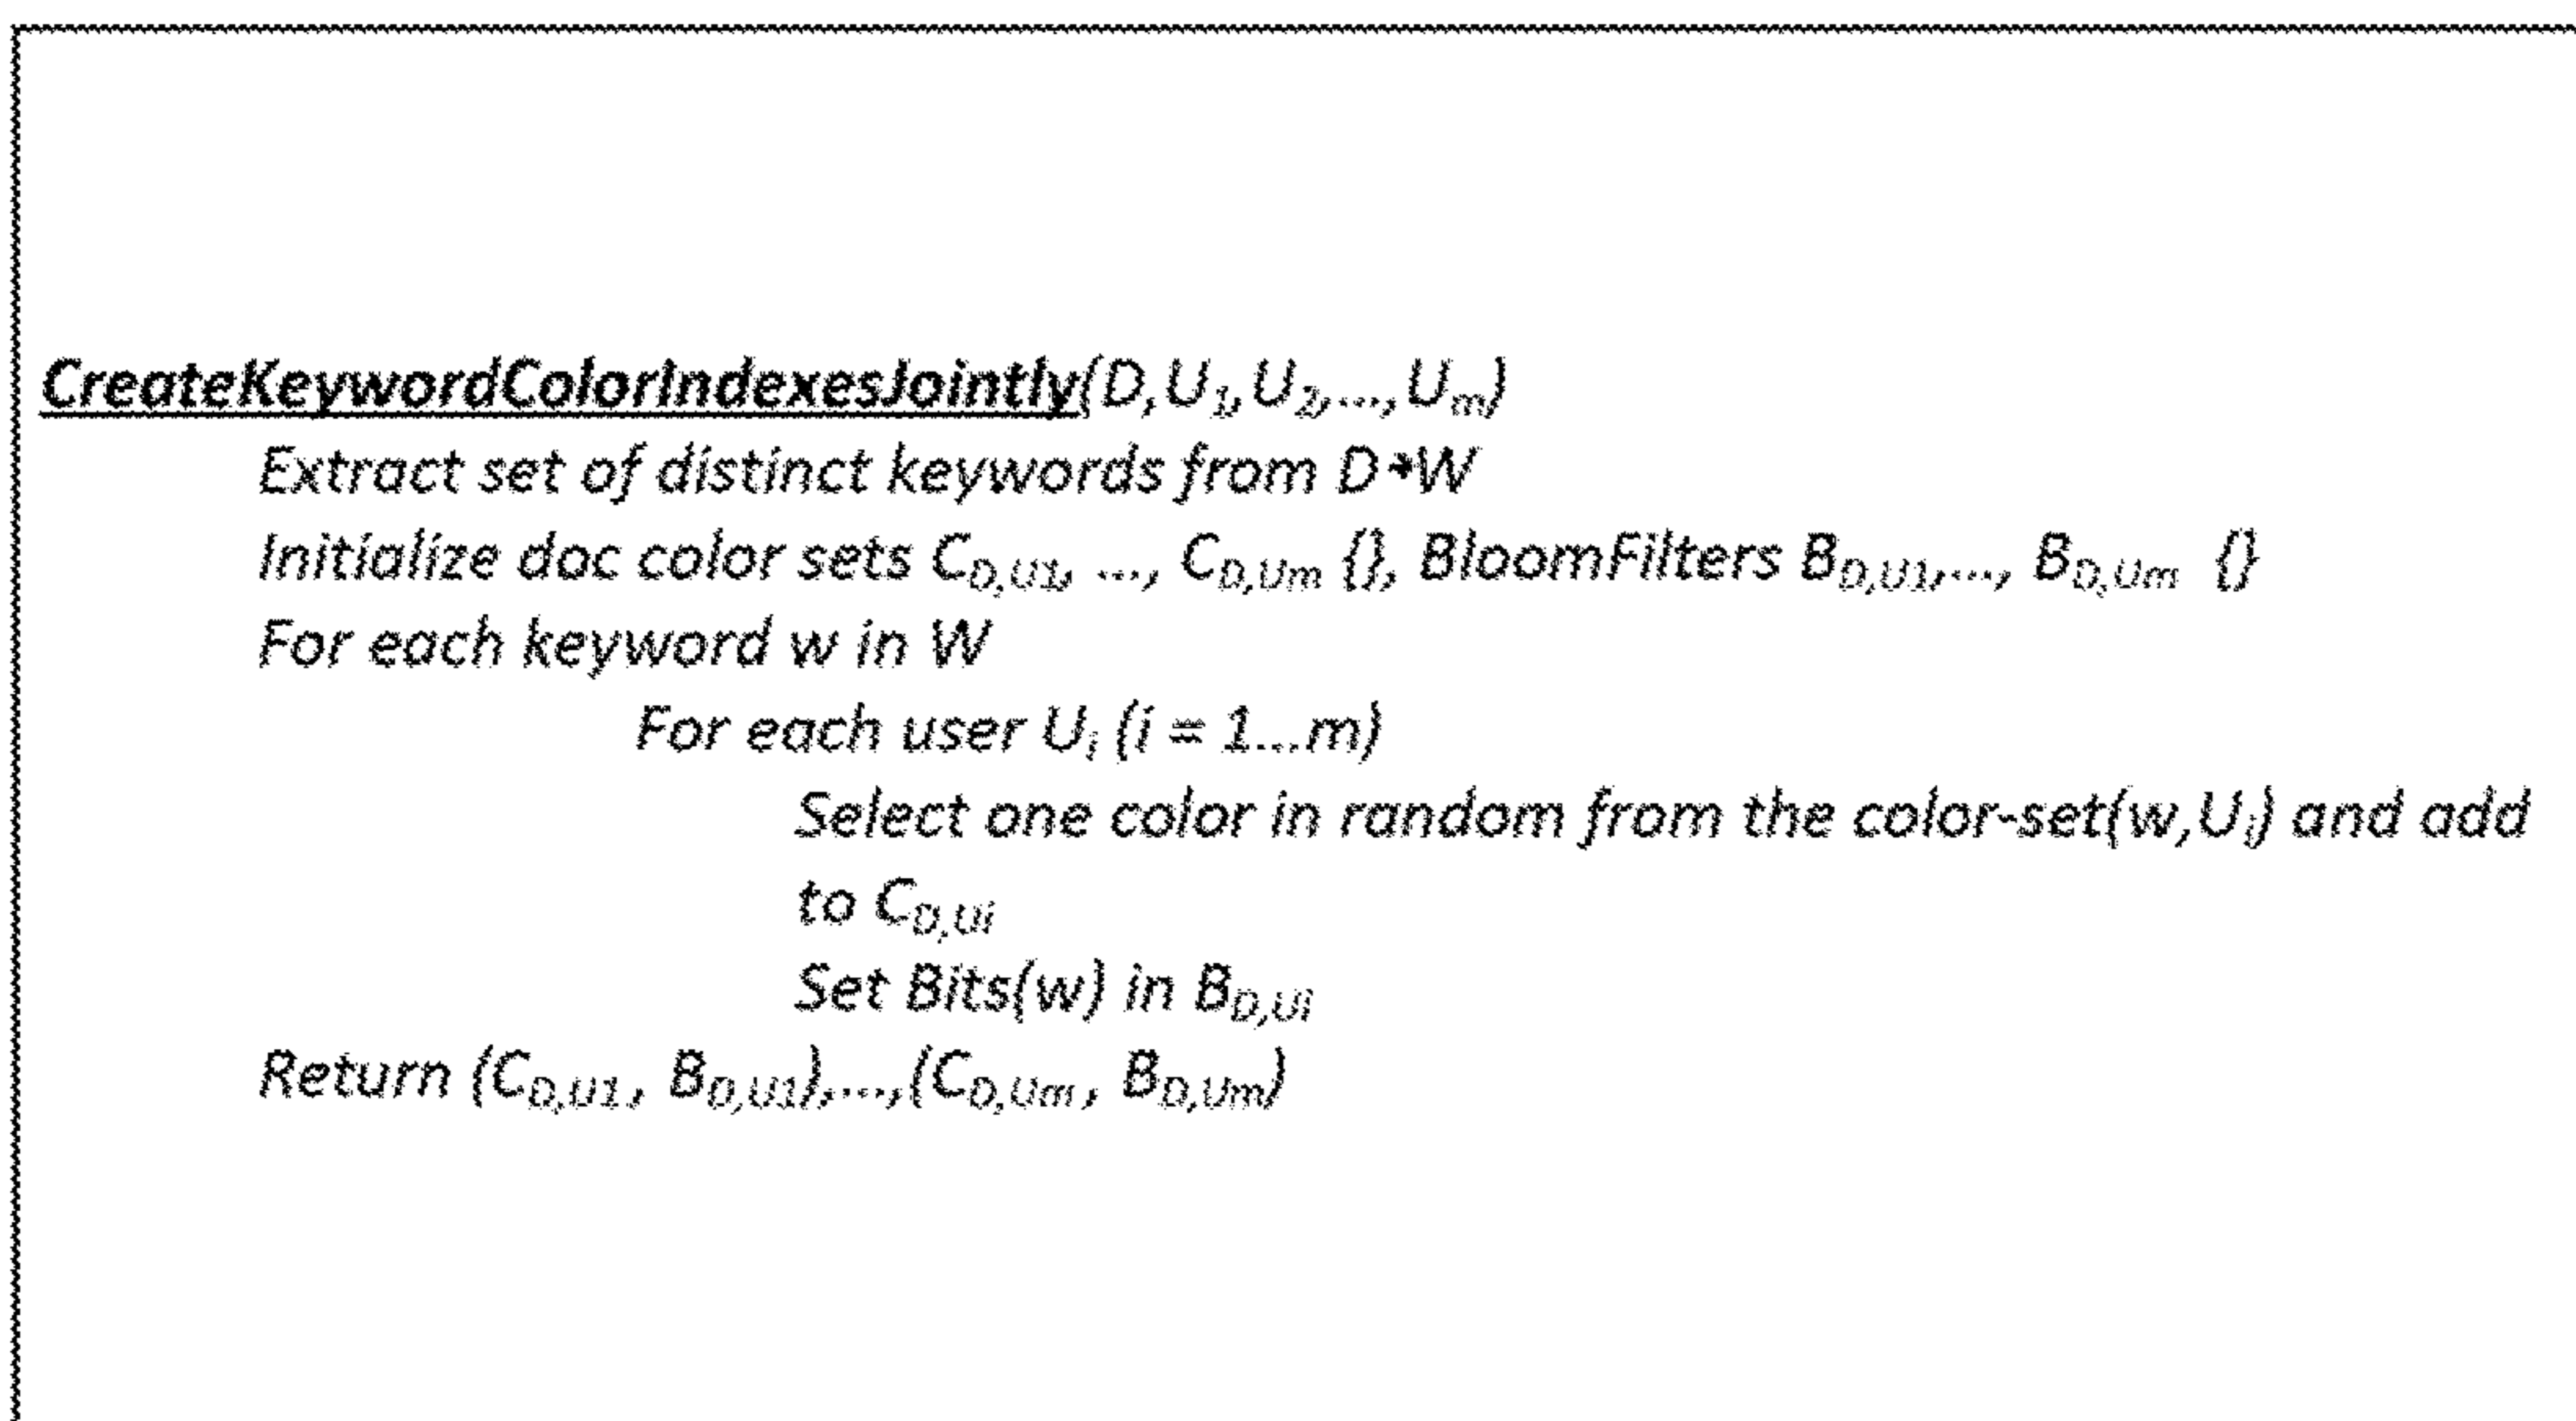 CreateKeywordColorIndexesJointly(D,U1,U2,...,Um)
Extract set of distinct keywords from D→W
Initialize doc color sets CD,U1, ..., CD,Um {}, BloomFilters BD,U1,..., BD,Um {}
For each keyword w in W
For each user Ui (i = 1...m)
Select one color in random from the color-set(w,Ui) and add
to CD,Ui
Set Bits(w) in BD,Ui
Return (CD,U1, BD,U1),...,(CD,Um, BD,Um)